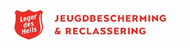 Leger
des
Heils
JEUGDBESCHERMING
& RECLASSERING